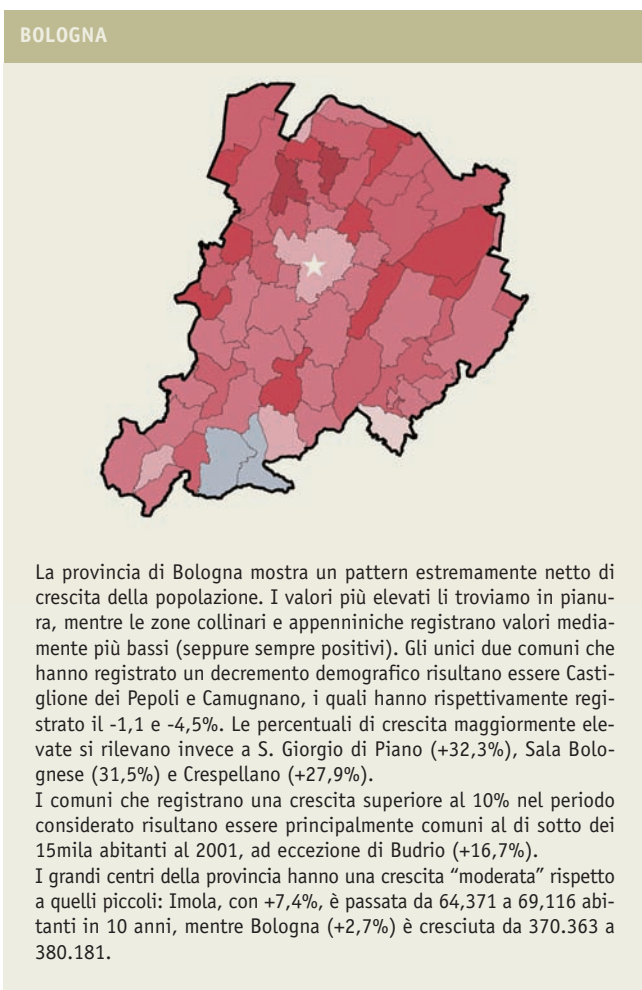 BOLOGNA
La provincia di Bologna mostra un pattern estremamente netto di
crescita della popolazione. I valori più elevati li troviamo in pianu-
ra, mentre le zone collinari e appenniniche registrano valori media-
mente più bassi (seppure sempre positivi). Gli unici due comuni che
hanno registrato un decremento demografico risultano essere Casti-
glione dei Pepoli e Camugnano, i quali hanno rispettivamente regi-
strato il -1,1 e -4,5%. Le percentuali di crescita maggiormente ele-
vate si rilevano invece a S. Giorgio di Piano (+32,3%), Sala Bolo-
gnese (31,5%) e Crespellano (+27,9%).
I comuni che registrano una crescita superiore al 10% nel periodo
considerato risultano essere principalmente comuni al di sotto dei
15mila abitanti al 2001, ad eccezione di Budrio (+16,7%).
I grandi centri della provincia hanno una crescita “moderata” rispetto
a quelli piccoli: Imola, con +7,4%, è passata da 64,371 a 69,116 abi-
tanti in 10 anni, mentre Bologna (+2,7%) è cresciuta da 370.363 a
380.181.